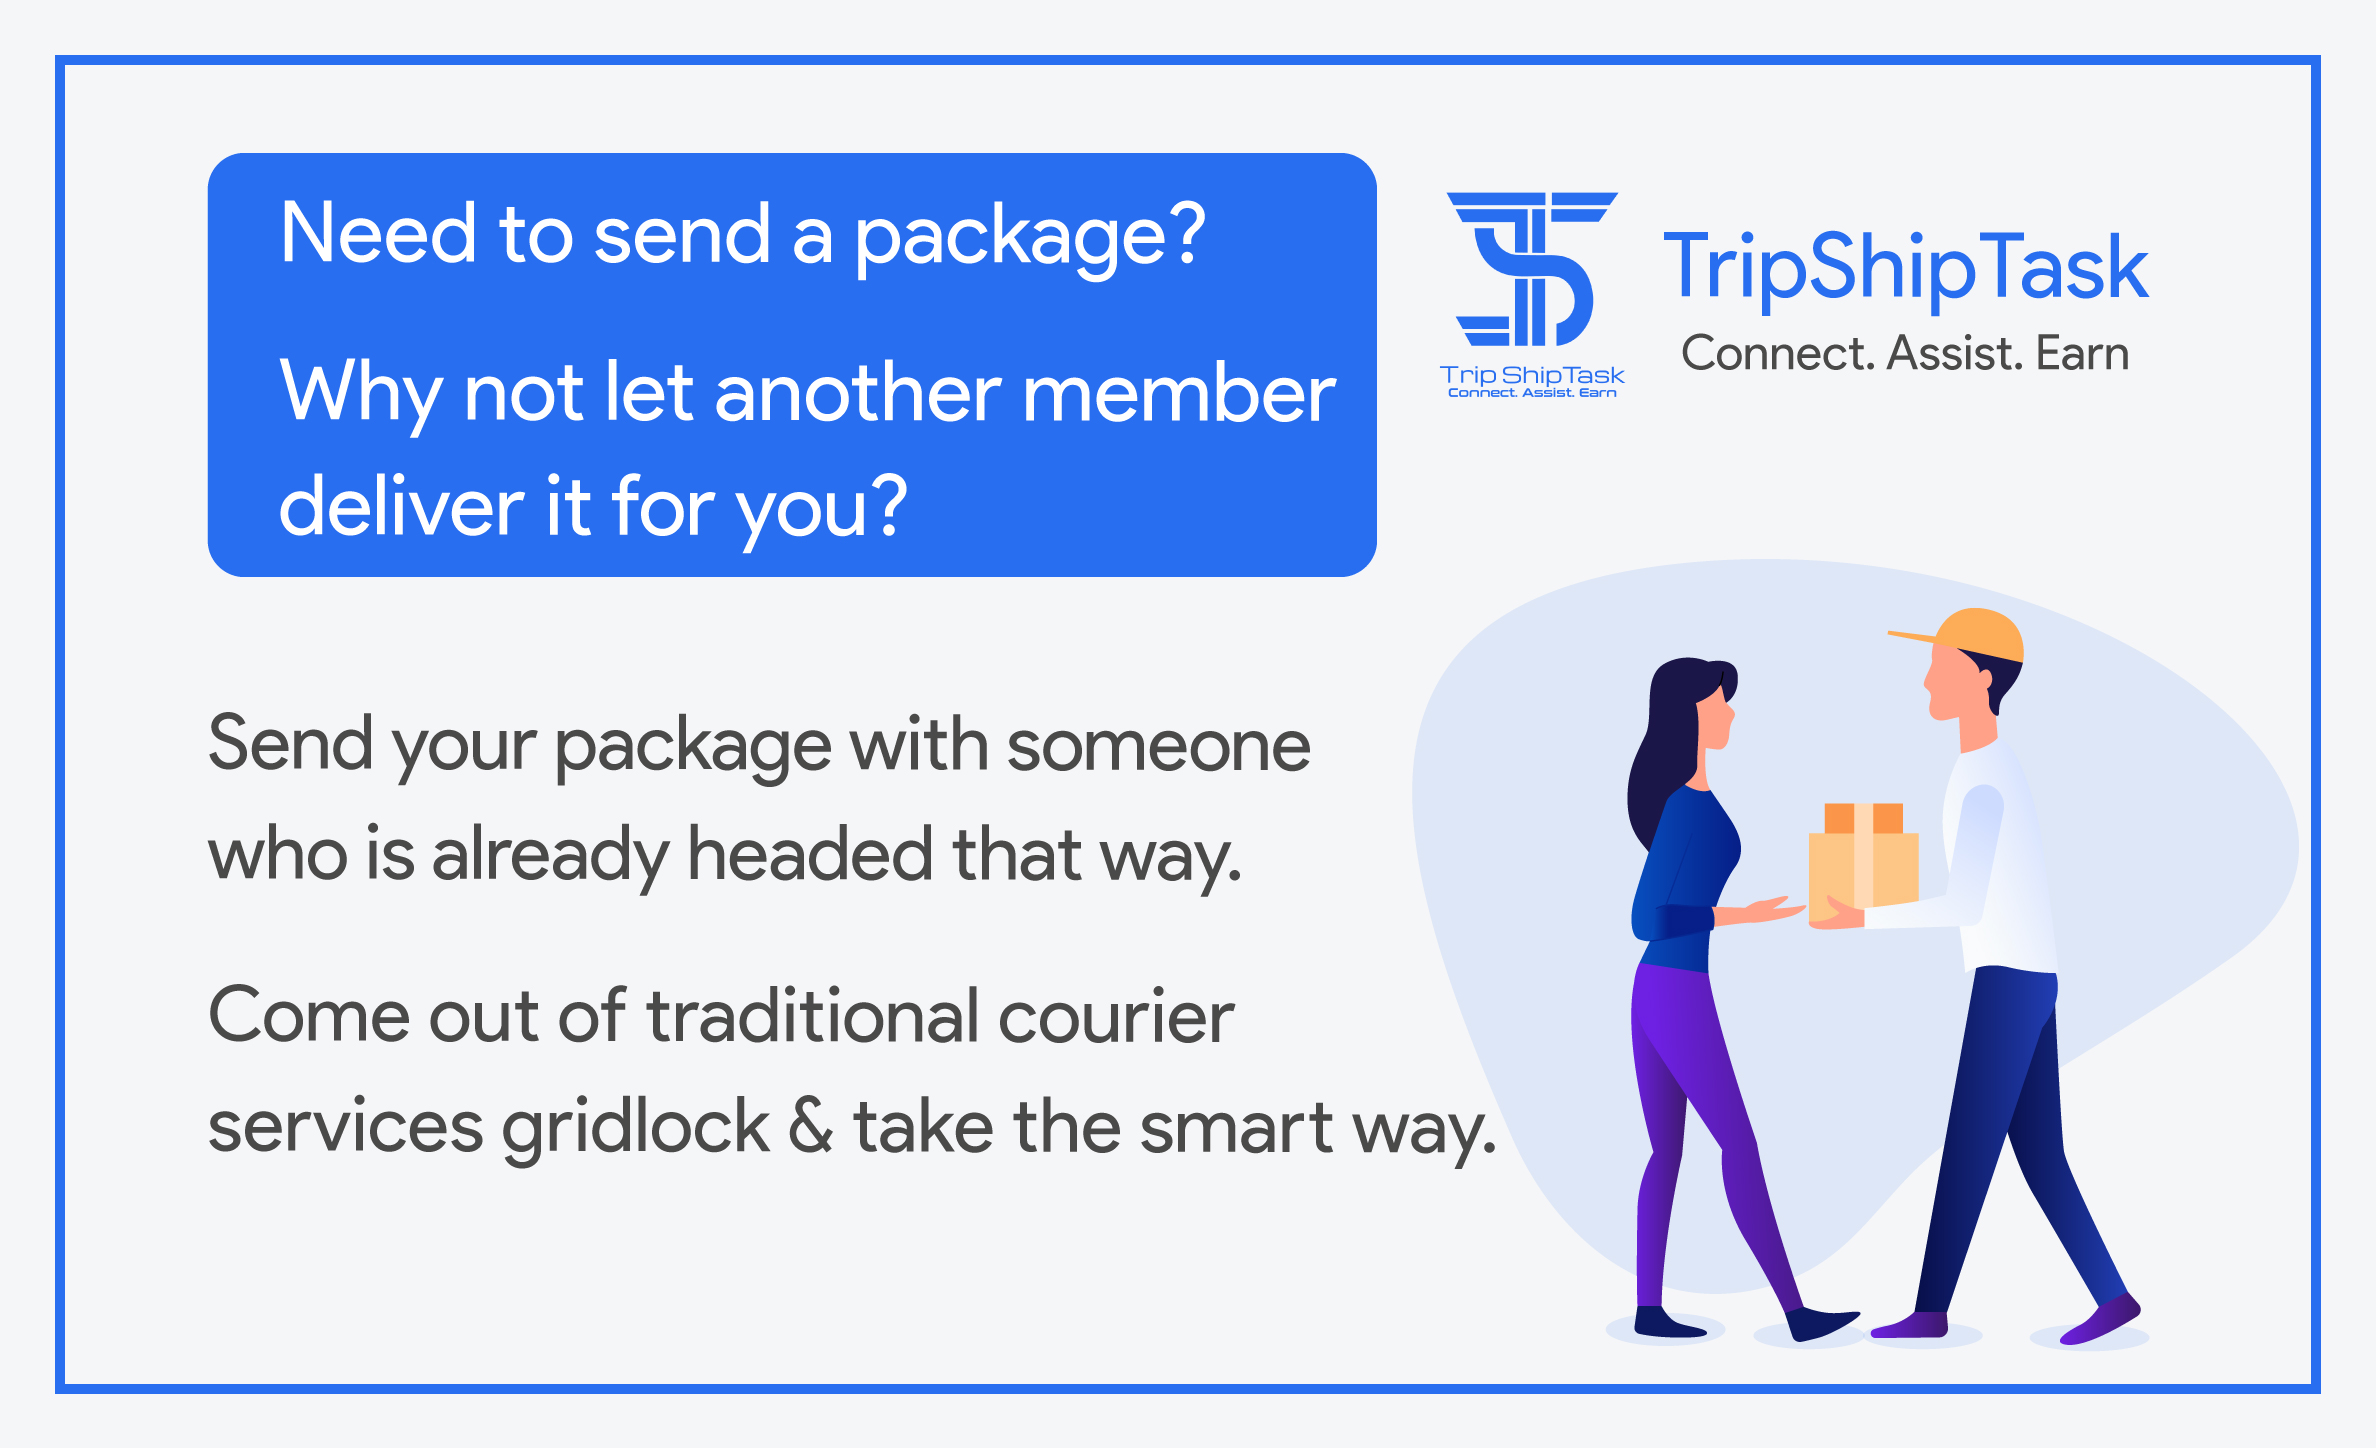 Need to send a package?
Why not let another member
deliver it for you?
TripShipTask
Connect. Assist. Earn
Trip ShipTask
Connect. Assist. Earn
Send your package with someone
who is already headed that way.
Come out of traditional courier
services gridlock & take the smart way.